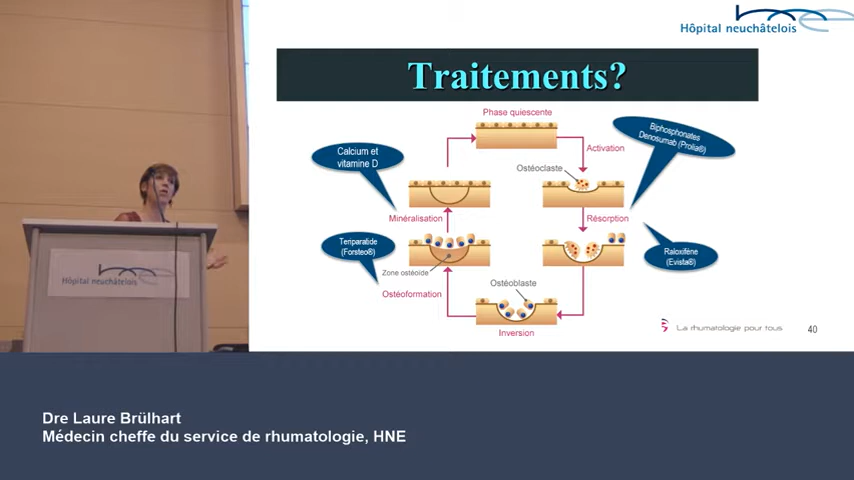 Hôpital neuchâtelois
Traitements?
Phase quiescente
Calcium et
vitamine D
Biphosphonates
Denosumab (Prolia®)
Activation
Ostéoclaste
Minéralisation
Résorption
Teriparatide
(Forsteo®)
Raloxifène
(Evista®)
Zone ostéoïde
Ostéoformation
Ostéoblaste
Inversion
La rhumatologie pour tous
40
Hôpital neuchâtelois
Dre Laure Brülhart
Médecin cheffe du service de rhumatologie, HNE